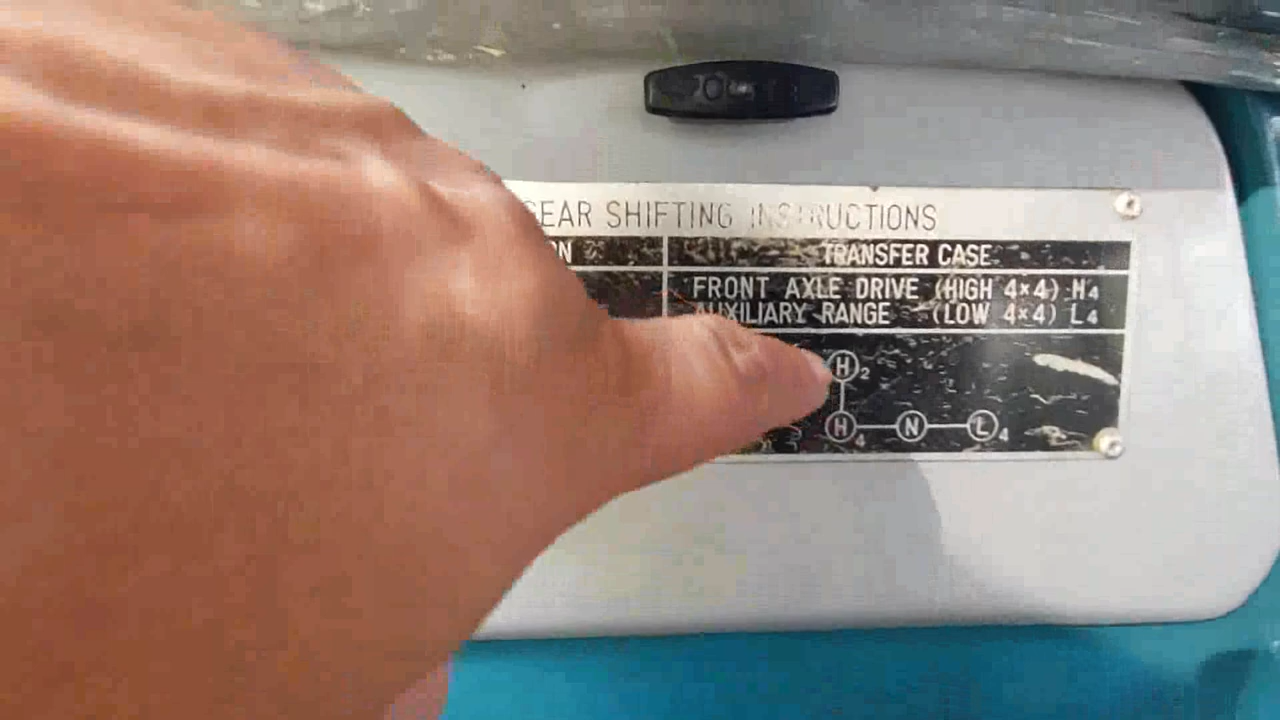 GEAR SHIFTING INSTRUCTIONS
TRANSFER CASE
FRONT AXLE DRIVE (HIGH 4×4) H4
AUXILIARY RANGE (LOW 4×4) L4
H2
H4 N L4